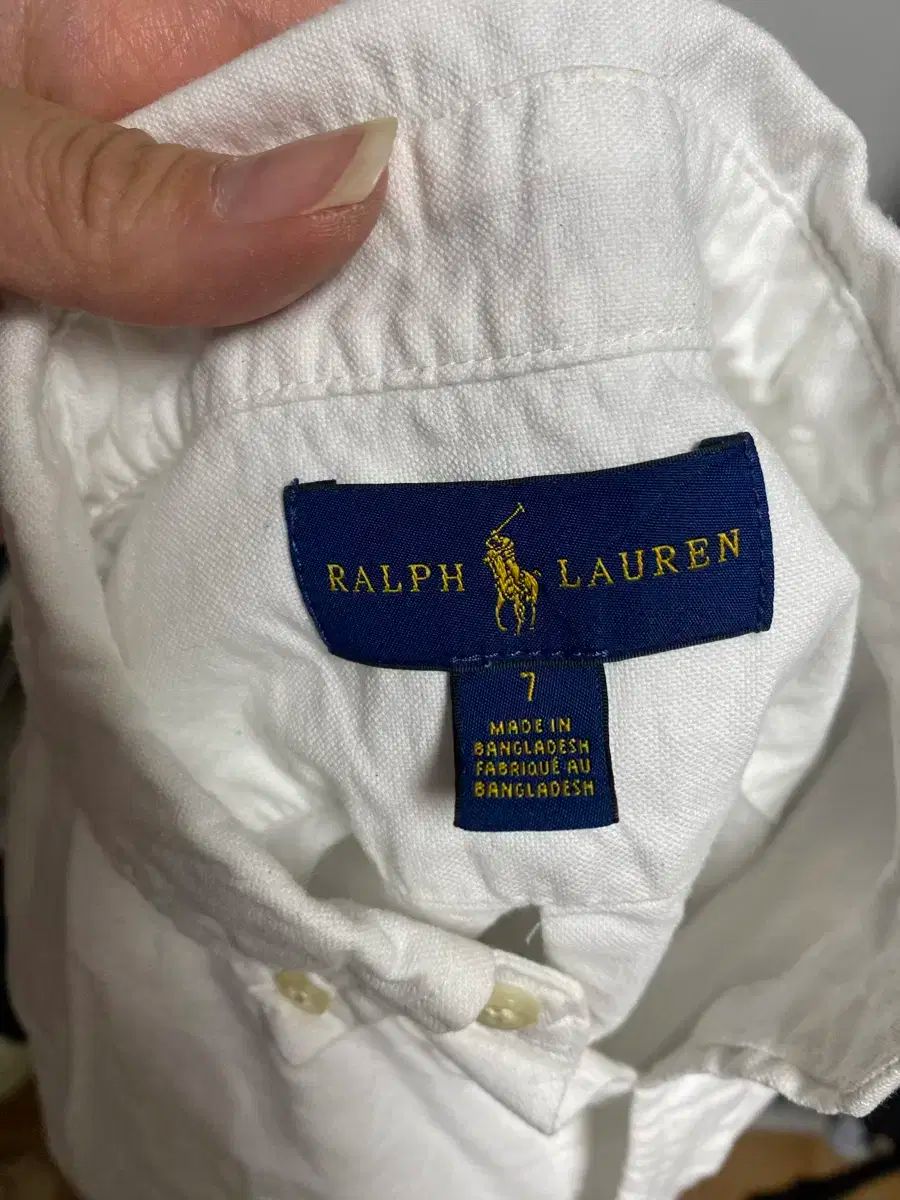 RALPH LAUREN
7
MADE IN
BANGLADESH
FABRIQUÉ AU
BANGLADESH